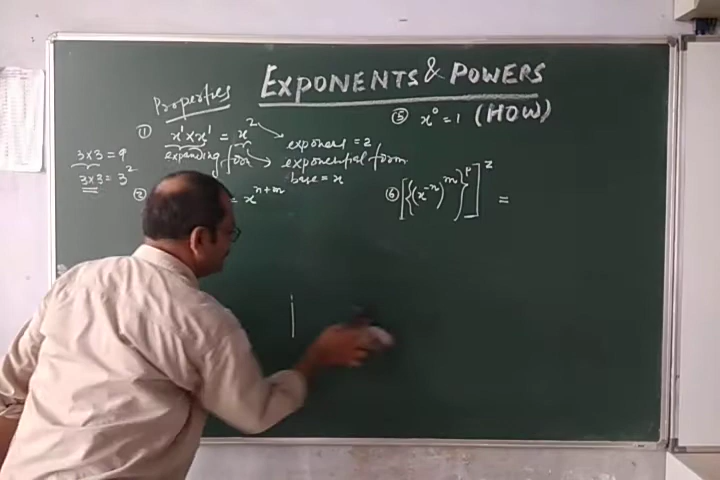 EXPONENTS & POWERS
Properties
① x¹ × x¹ = x²
expanding form
exponent = 2
exponential form
base = x
3 × 3 = 9
3 × 3 = 3²
②
= xⁿ⁺ᵐ
⑤ x⁰ = 1 (HOW)
⑥ [{(x⁻ⁿ)ᵐ}ᵖ]ᶻ =